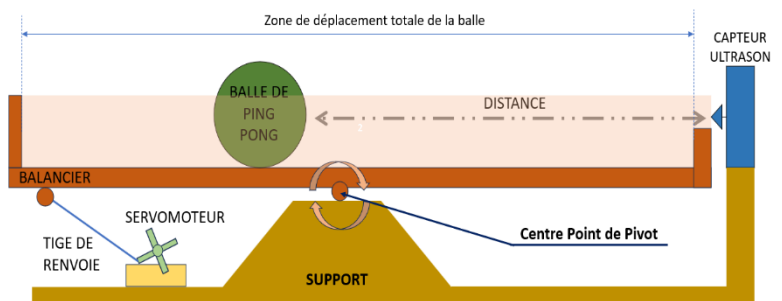 Zone de déplacement totale de la balle
CAPTEUR
ULTRASON
BALLE DE
PING
PONG
DISTANCE
2
BALANCIER
SERVOMOTEUR
TIGE DE
RENVOIE
Centre Point de Pivot
SUPPORT